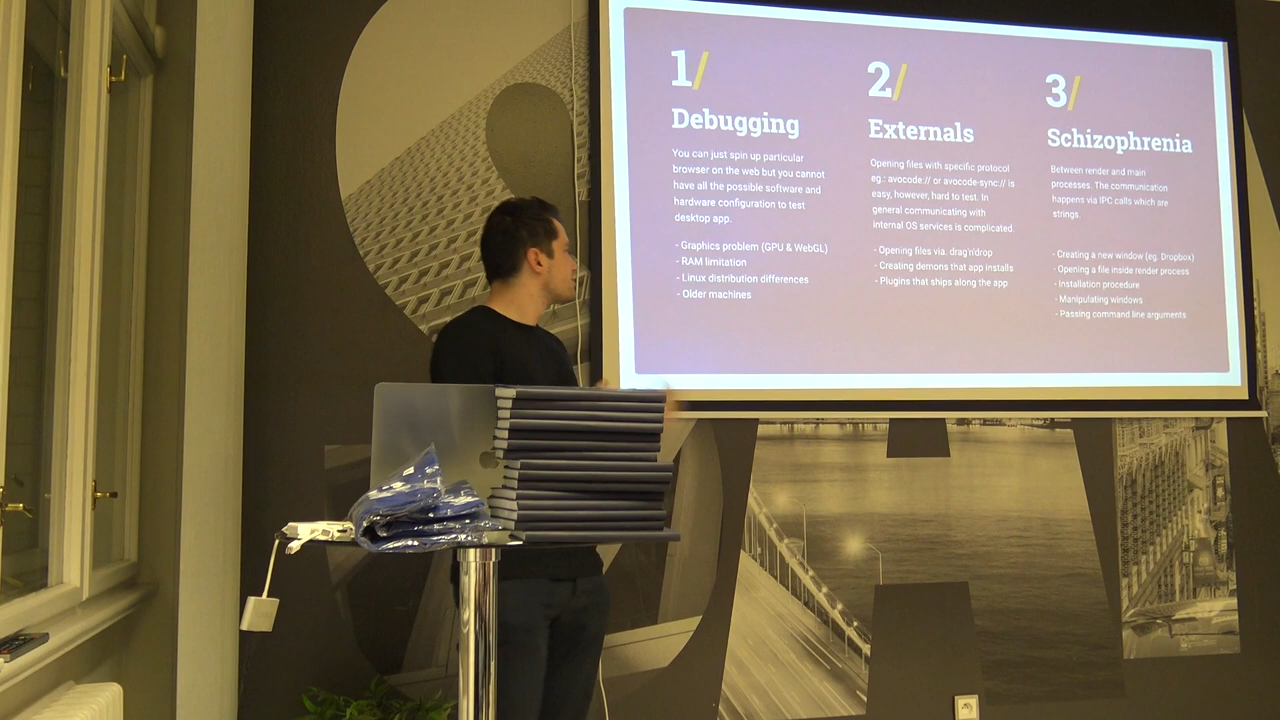 1/
Debugging
You can just spin up particular
browser on the web but you cannot
have all the possible software and
hardware configuration to test
desktop app.
- Graphics problem (GPU & WebGL)
- RAM limitation
- Linux distribution differences
- Older machines
2/
Externals
Opening files with specific protocol
eg.: avocode:// or avocode-sync:// is
easy, however, hard to test. In
general communicating with
internal OS services is complicated.
- Opening files via. drag'n'drop
- Creating demons that app installs
- Plugins that ships along the app
3/
Schizophrenia
Between render and main
processes. The communication
happens via IPC calls which are
strings.
- Creating a new window (eg. Dropbox)
- Opening a file inside render process
- Installation procedure
- Manipulating windows
- Passing command line arguments